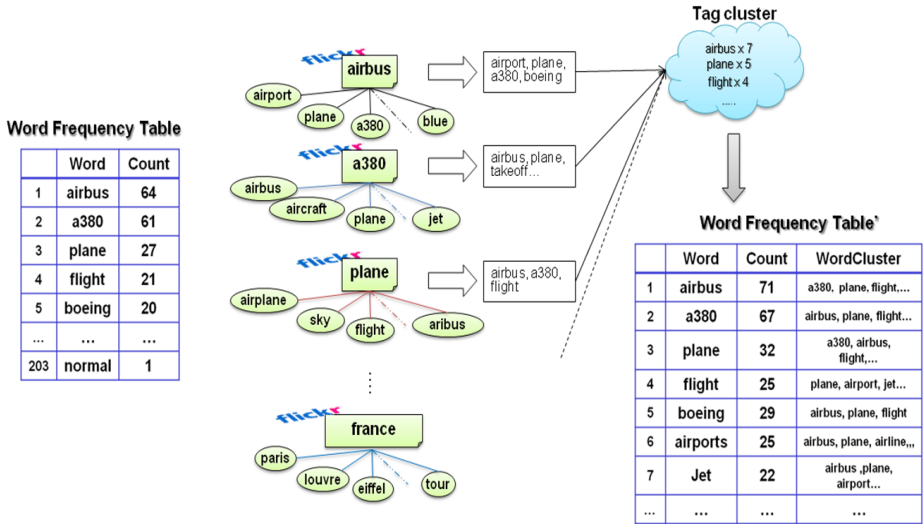 Word Frequency Table
Word Count
1 airbus 64
2 a380 61
3 plane 27
4 flight 21
5 boeing 20
... ... ...
203 normal 1
flickr
airbus
airport
plane
a380
blue
airport, plane,
a380, boeing
flickr
a380
airbus
aircraft
plane
jet
airbus, plane,
takeoff...
flickr
plane
airplane
sky
flight
aribus
airbus, a380,
flight
flickr
france
paris
louvre
eiffel
tour
Tag cluster
airbus x 7
plane x 5
flight x 4
.....
Word Frequency Table`
Word Count WordCluster
1 airbus 71 a380, plane, flight,...
2 a380 67 airbus, plane, flight...
3 plane 32 a380, airbus,
flight,...
4 flight 25 plane, airport, jet...
5 boeing 29 airbus, plane, flight
6 airports 25 airbus, plane, airline,,,
7 Jet 22 airbus ,plane,
airport...
... ... ... ...